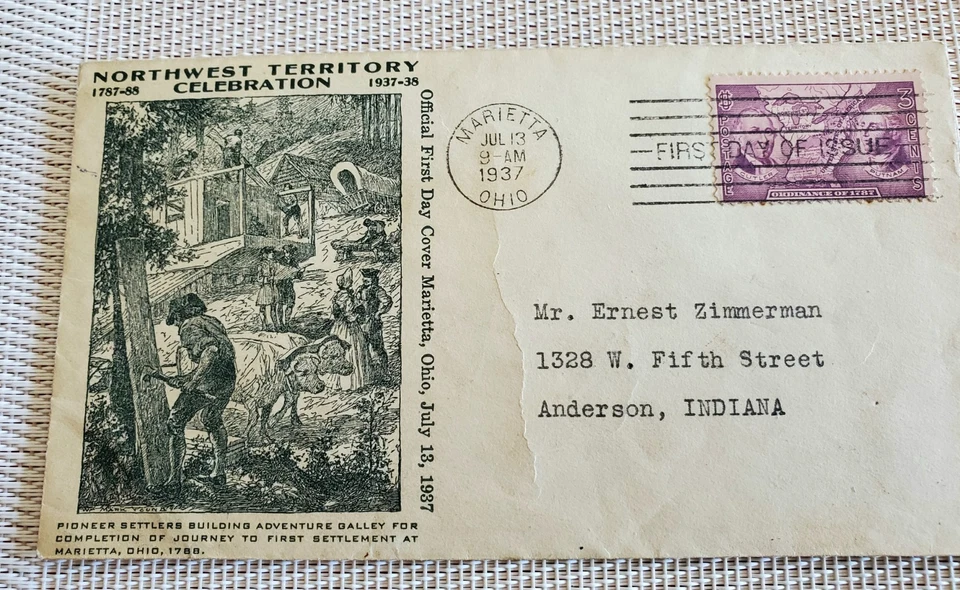 NORTHWEST TERRITORY
1787-88 CELEBRATION 1937-38
Official First Day Cover Marietta, Ohio, July 13, 1937
PIONEER SETTLERS BUILDING ADVENTURE GALLEY FOR
COMPLETION OF JOURNEY TO FIRST SETTLEMENT AT
MARIETTA, OHIO, 1788.
MARIETTA
JUL 13
9-AM
1937
OHIO
FIRST DAY OF ISSUE
POSTAGE
3
CENTS
PUTNAM
ORDINANCE OF 1787
Mr. Ernest Zimmerman
1328 W. Fifth Street
Anderson, INDIANA